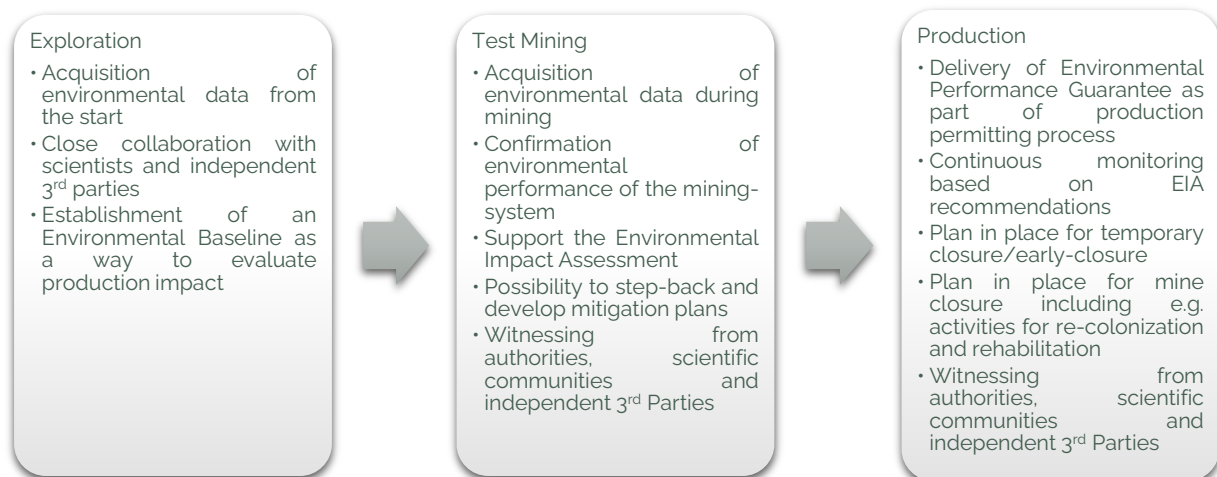 Exploration
• Acquisition of
environmental data from
the start
• Close collaboration with
scientists and independent
3rd parties
• Establishment of an
Environmental Baseline as
a way to evaluate
production impact
Test Mining
• Acquisition of
environmental data during
mining
• Confirmation of
environmental
performance of the mining-
system
• Support the Environmental
Impact Assessment
• Possibility to step-back and
develop mitigation plans
• Witnessing from
authorities, scientific
communities and
independent 3rd Parties
Production
• Delivery of Environmental
Performance Guarantee as
part of production
permitting process
• Continuous monitoring
based on EIA
recommendations
• Plan in place for temporary
closure/early-closure
• Plan in place for mine
closure including e.g.
activities for re-colonization
and rehabilitation
• Witnessing from
authorities, scientific
communities and
independent 3rd Parties